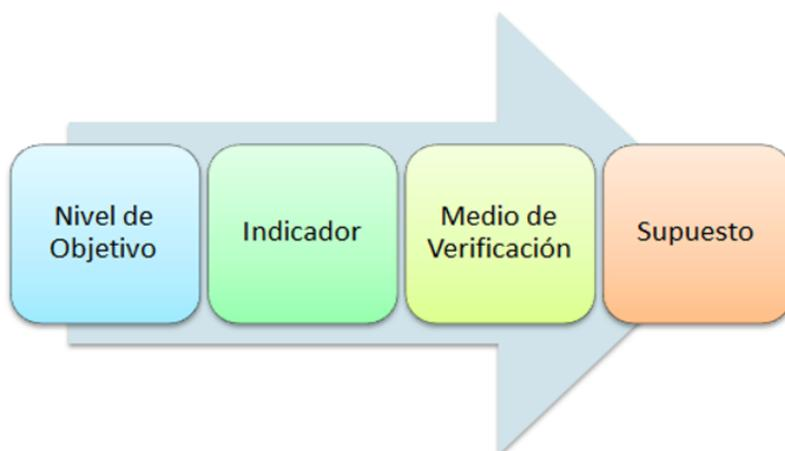 Nivel de
Objetivo
Indicador
Medio de
Verificación
Supuesto